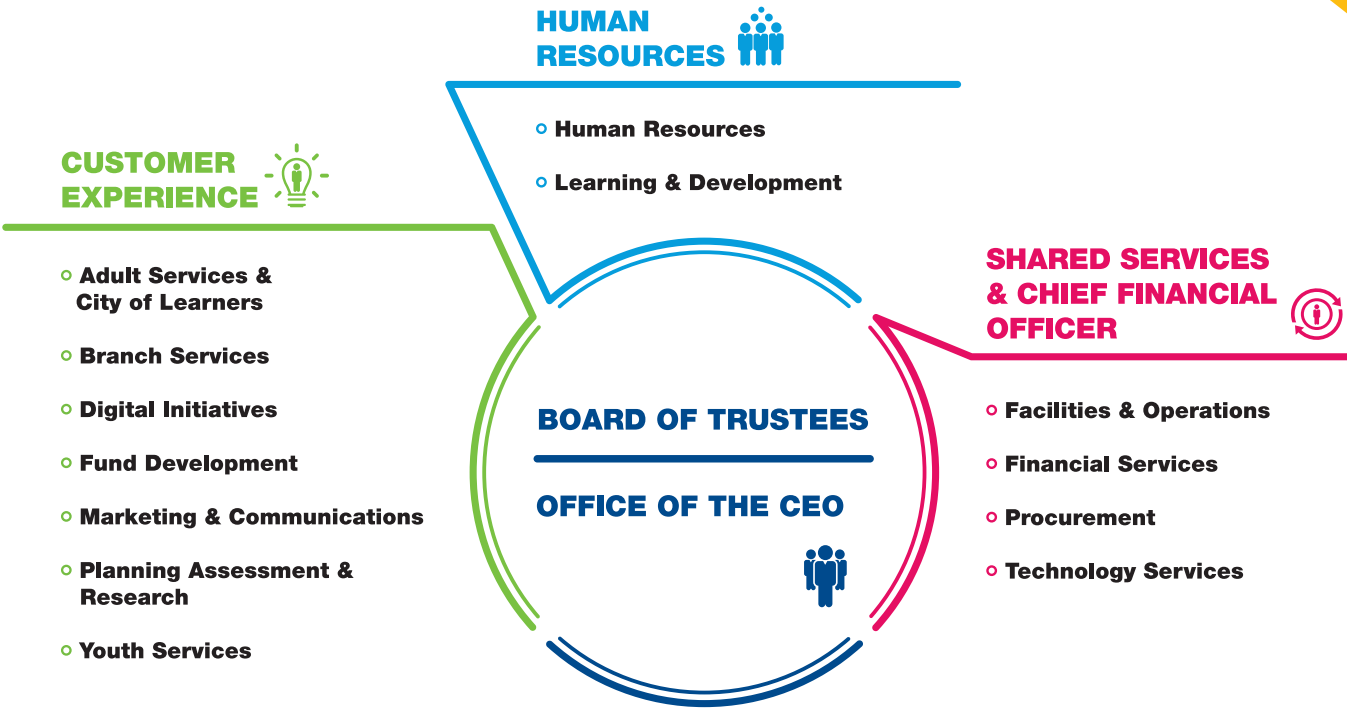 HUMAN
RESOURCES
Human Resources
Learning & Development
CUSTOMER
EXPERIENCE
Adult Services &
City of Learners
Branch Services
Digital Initiatives
Fund Development
Marketing & Communications
Planning Assessment &
Research
Youth Services
BOARD OF TRUSTEES
OFFICE OF THE CEO
SHARED SERVICES
& CHIEF FINANCIAL
OFFICER
Facilities & Operations
Financial Services
Procurement
Technology Services